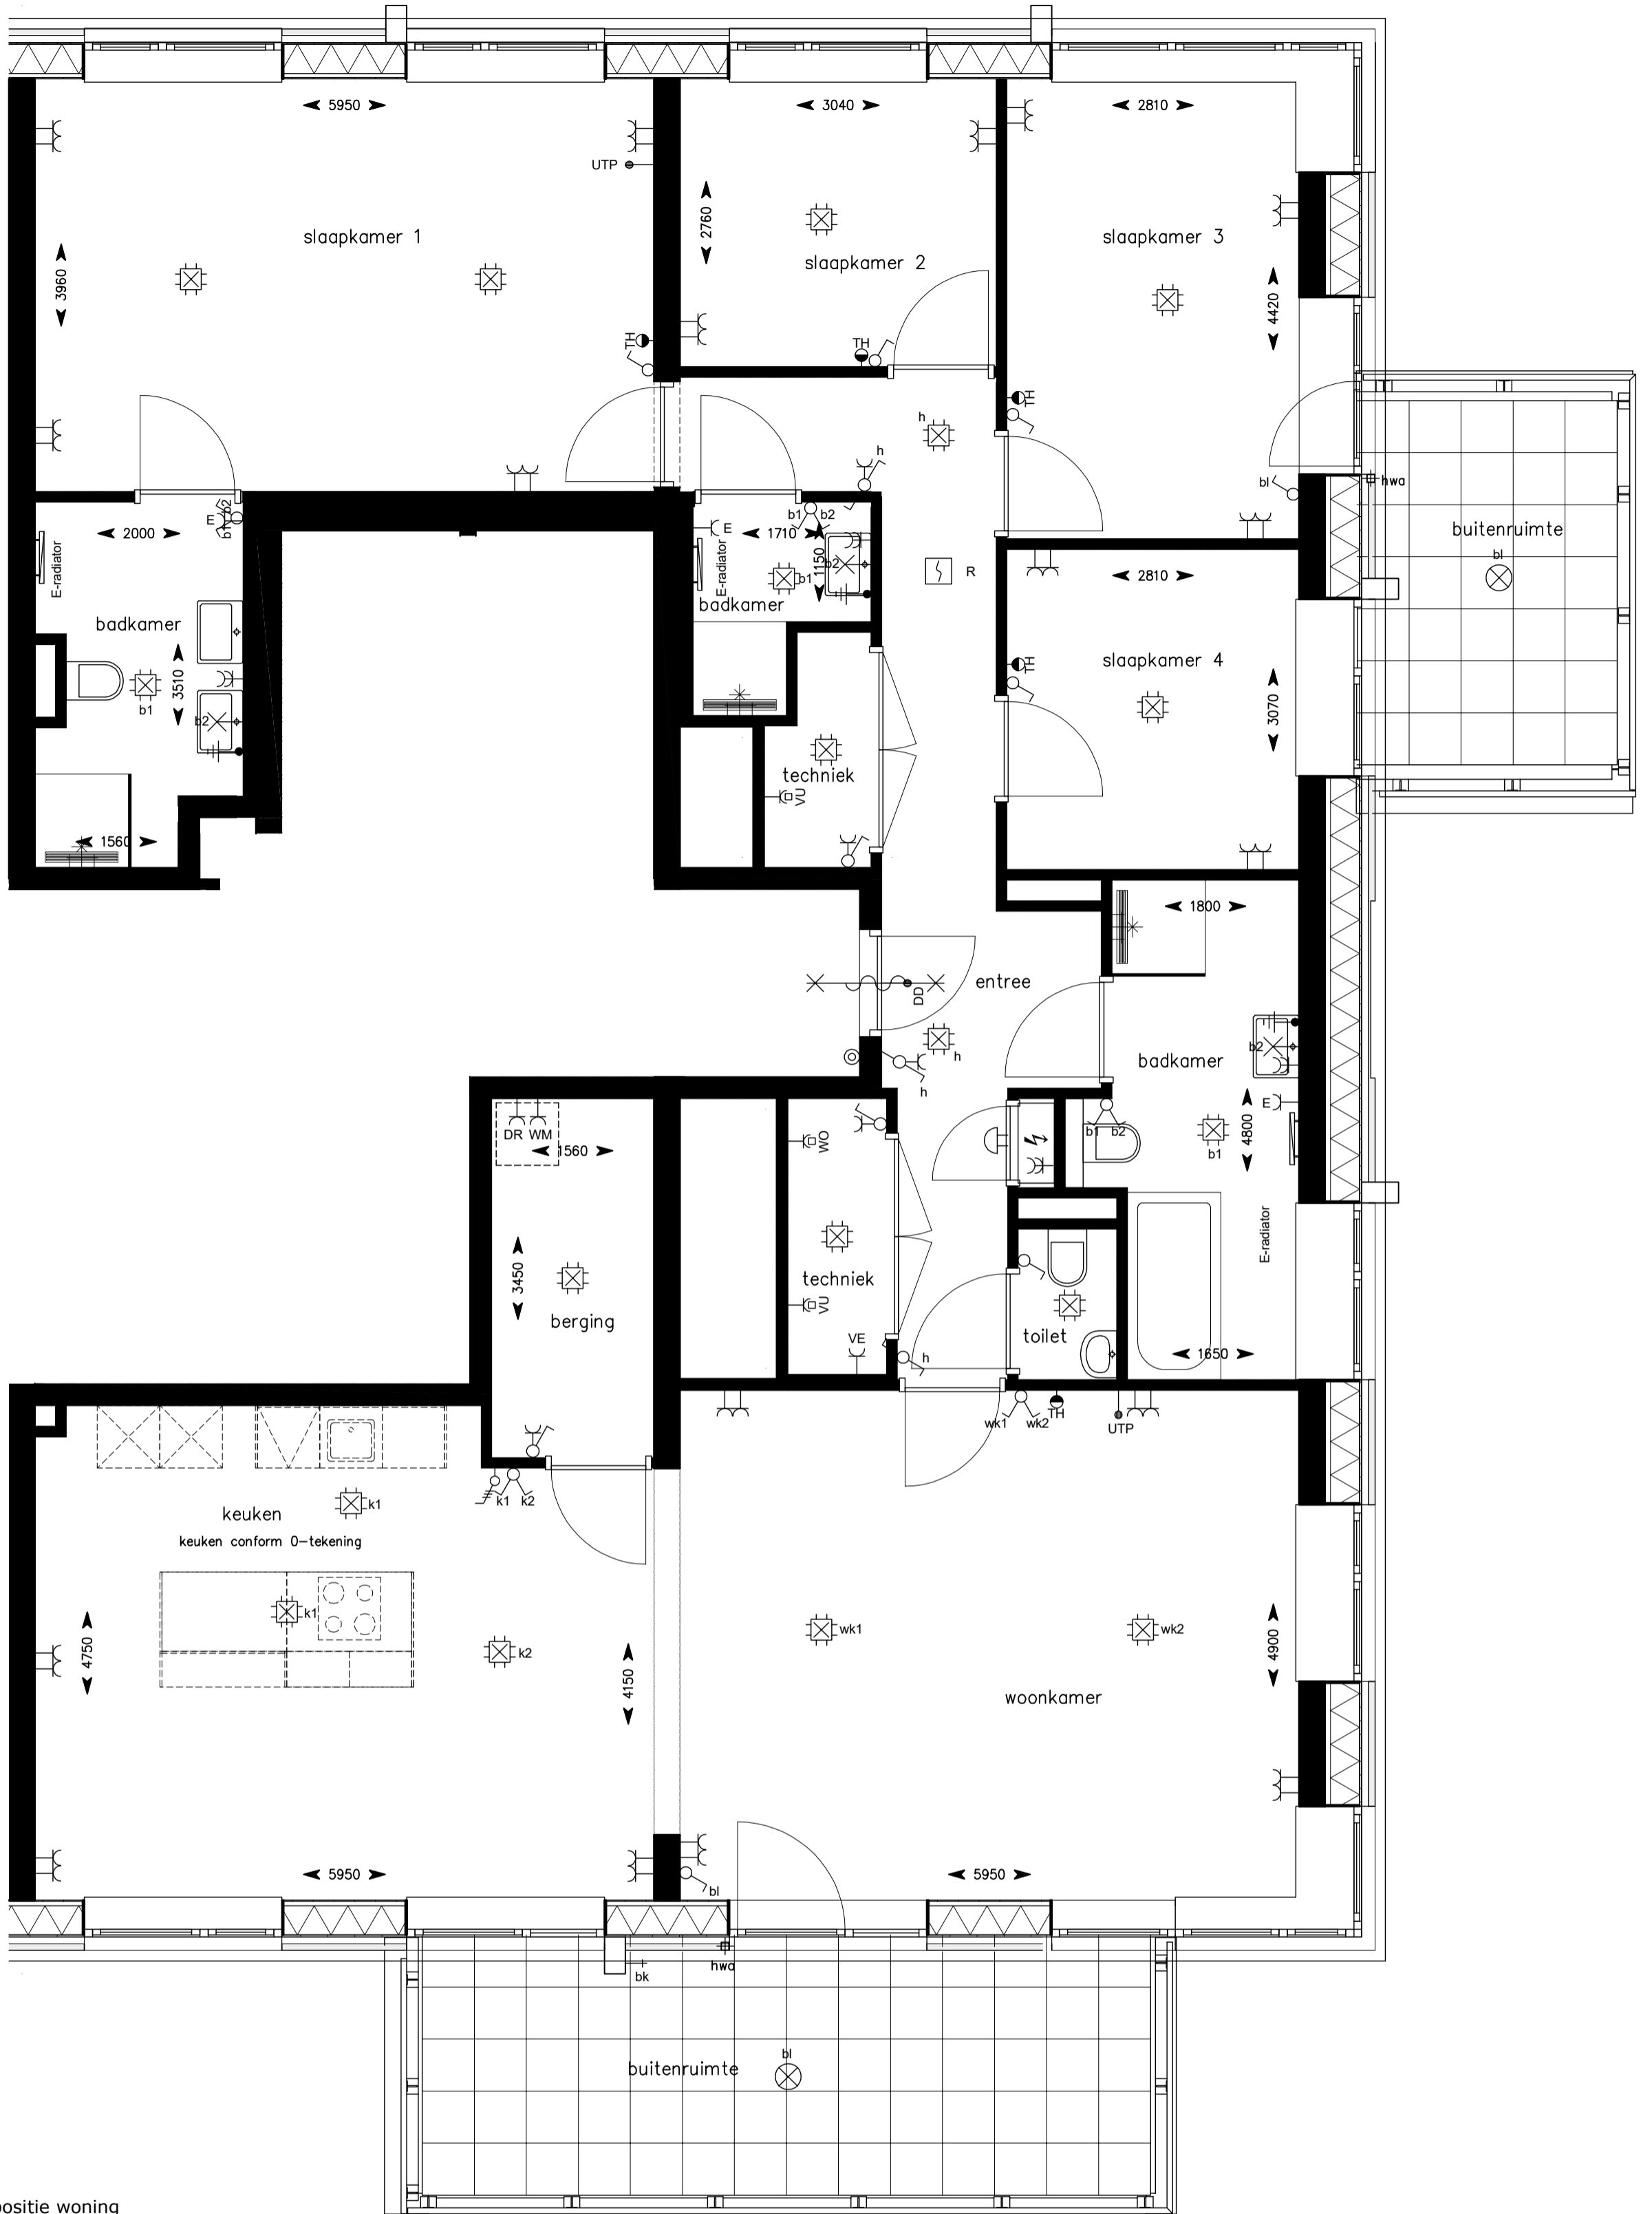 5950
3040
2810
UTP
slaapkamer 1
slaapkamer 2
slaapkamer 3
3960
2760
4420
TH
TH
TH
h
h
bl
hwa
buitenruimte
bl
2000
E
b1
b2
E-radiator
badkamer
3510
b1
b2
1560
b1
b2
E
1710
1150
E-radiator
b1
b2
badkamer
R
2810
TH
slaapkamer 4
3070
techniek
VU
1800
entree
DD
h
h
badkamer
b2
E
b1
b2
b1
4800
E-radiator
1650
DR
WM
1560
3450
berging
WO
techniek
VU
VE
h
toilet
wk1
wk2
TH
UTP
keuken
keuken conform 0-tekening
k1
k1
k2
k1
k2
4750
4150
wk1
wk2
4900
woonkamer
5950
5950
bl
bk
hwa
buitenruimte
bl
positie woning